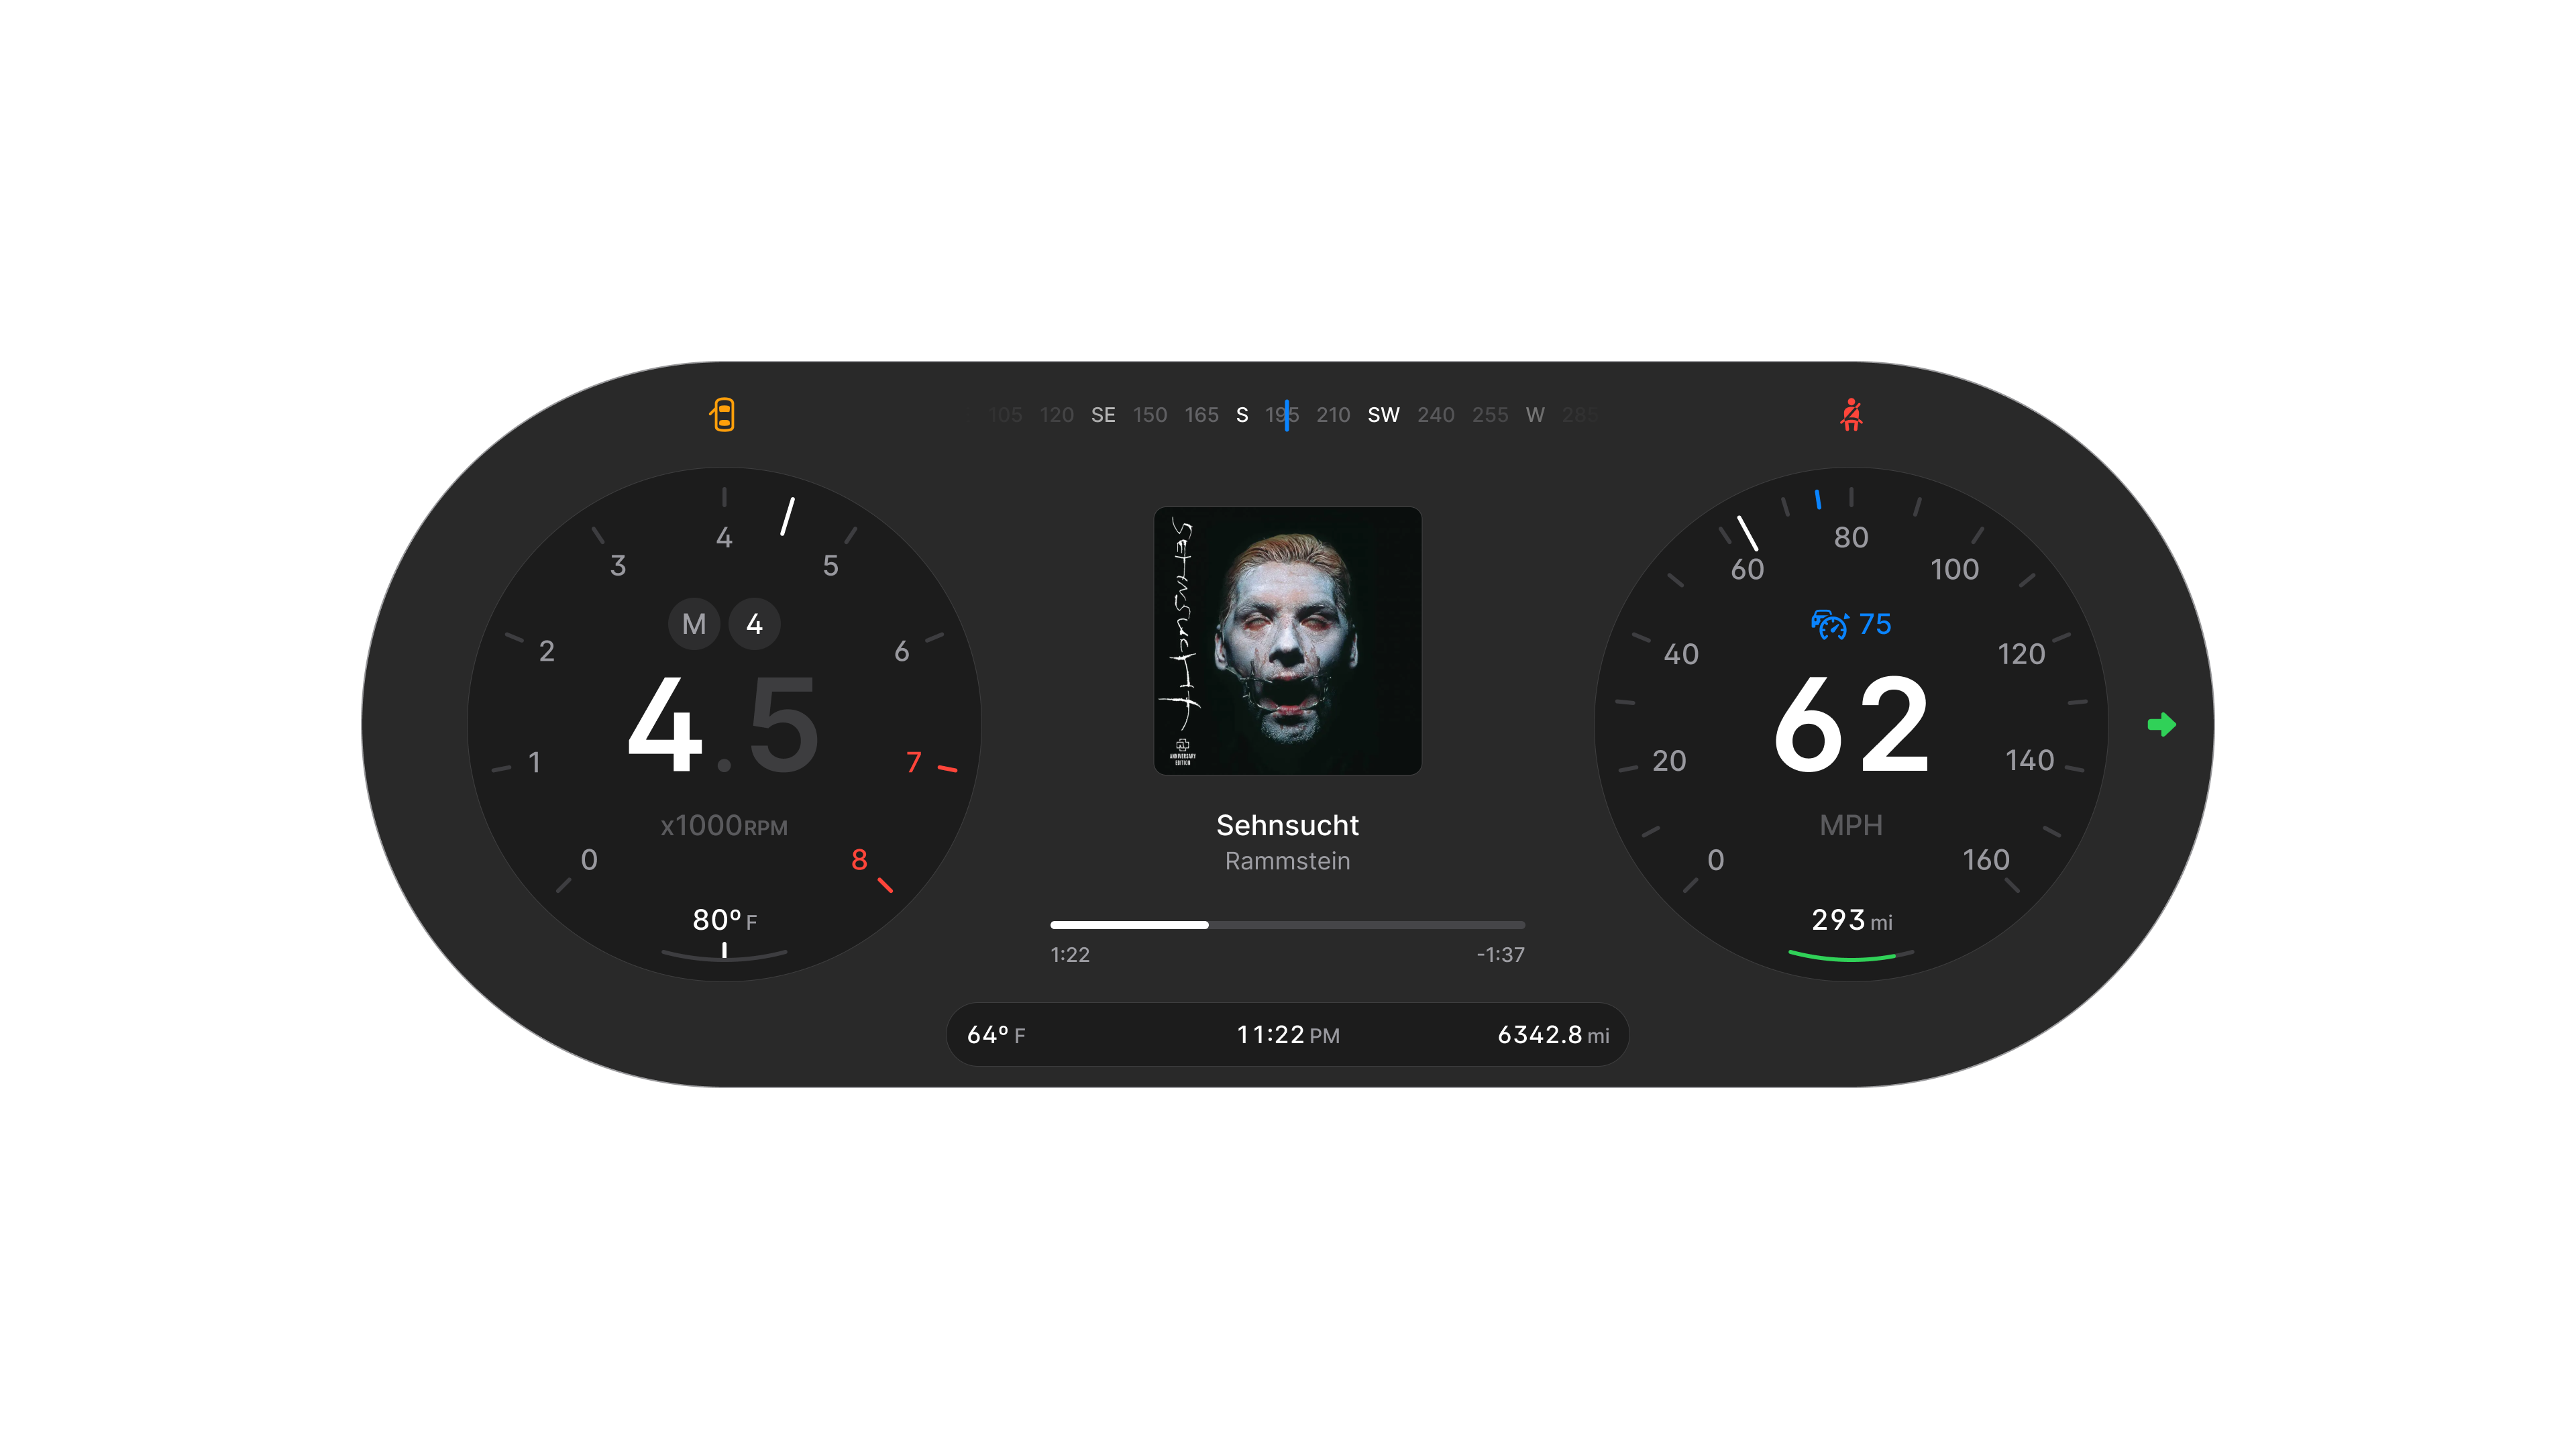 105 120 SE 150 165 S 195 210 SW 240 255 W 285
4
3
5
2
6
1
7
0
8
M 4
4.5
x1000RPM
80º F
SEHNSUCHT
ANNIVERSARY
EDITION
Sehnsucht
Rammstein
1:22 -1:37
80
60
100
40
120
20
140
0
160
75
62
MPH
293 mi
64º F 11:22 PM 6342.8 mi